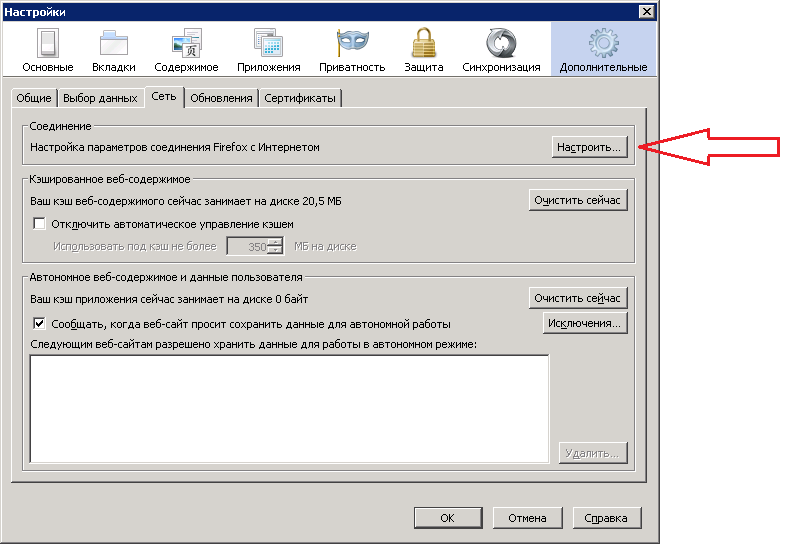 Настройки
Основные Вкладки Содержимое Приложения Приватность Защита Синхронизация Дополнительные
Общие Выбор данных Сеть Обновления Сертификаты
Соединение
Настройка параметров соединения Firefox с Интернетом Настроить...
Кэшированное веб-содержимое
Ваш кэш веб-содержимого сейчас занимает на диске 20,5 МБ Очистить сейчас
Отключить автоматическое управление кэшем
Использовать под кэш не более 350 МБ на диске
Автономное веб-содержимое и данные пользователя
Ваш кэш приложения сейчас занимает на диске 0 байт Очистить сейчас
Сообщать, когда веб-сайт просит сохранить данные для автономной работы Исключения...
Следующим веб-сайтам разрешено хранить данные для работы в автономном режиме:
Удалить...
OK Отмена Справка